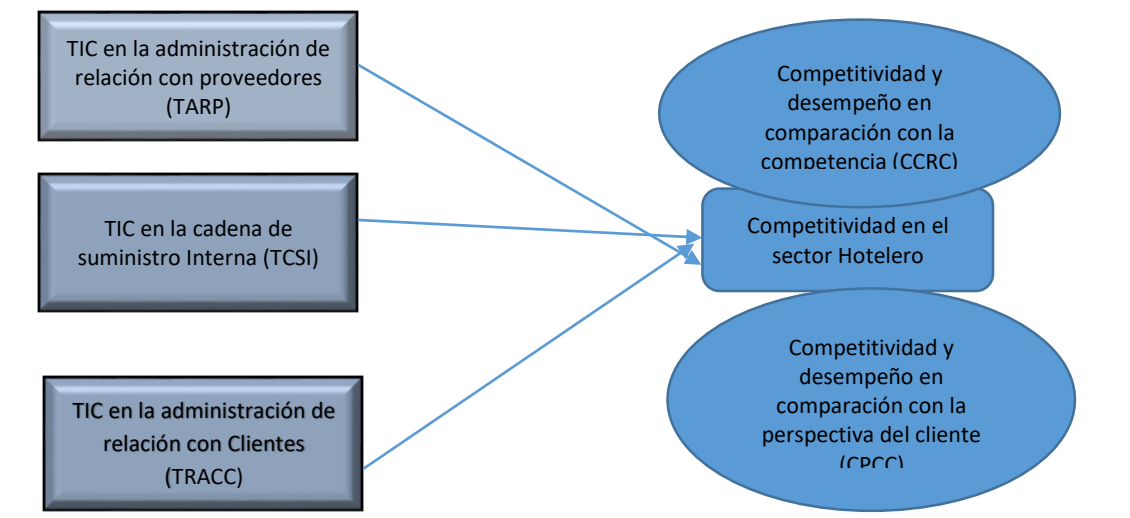 TIC en la administración de
relación con proveedores
(TARP)
TIC en la cadena de
suministro Interna (TCSI)
TIC en la administración de
relación con Clientes
(TRACC)
Competitividad y
desempeño en
comparación con la
competencia (CCRC)
Competitividad en el
sector Hotelero
Competitividad y
desempeño en
comparación con la
perspectiva del cliente
(CPCC)